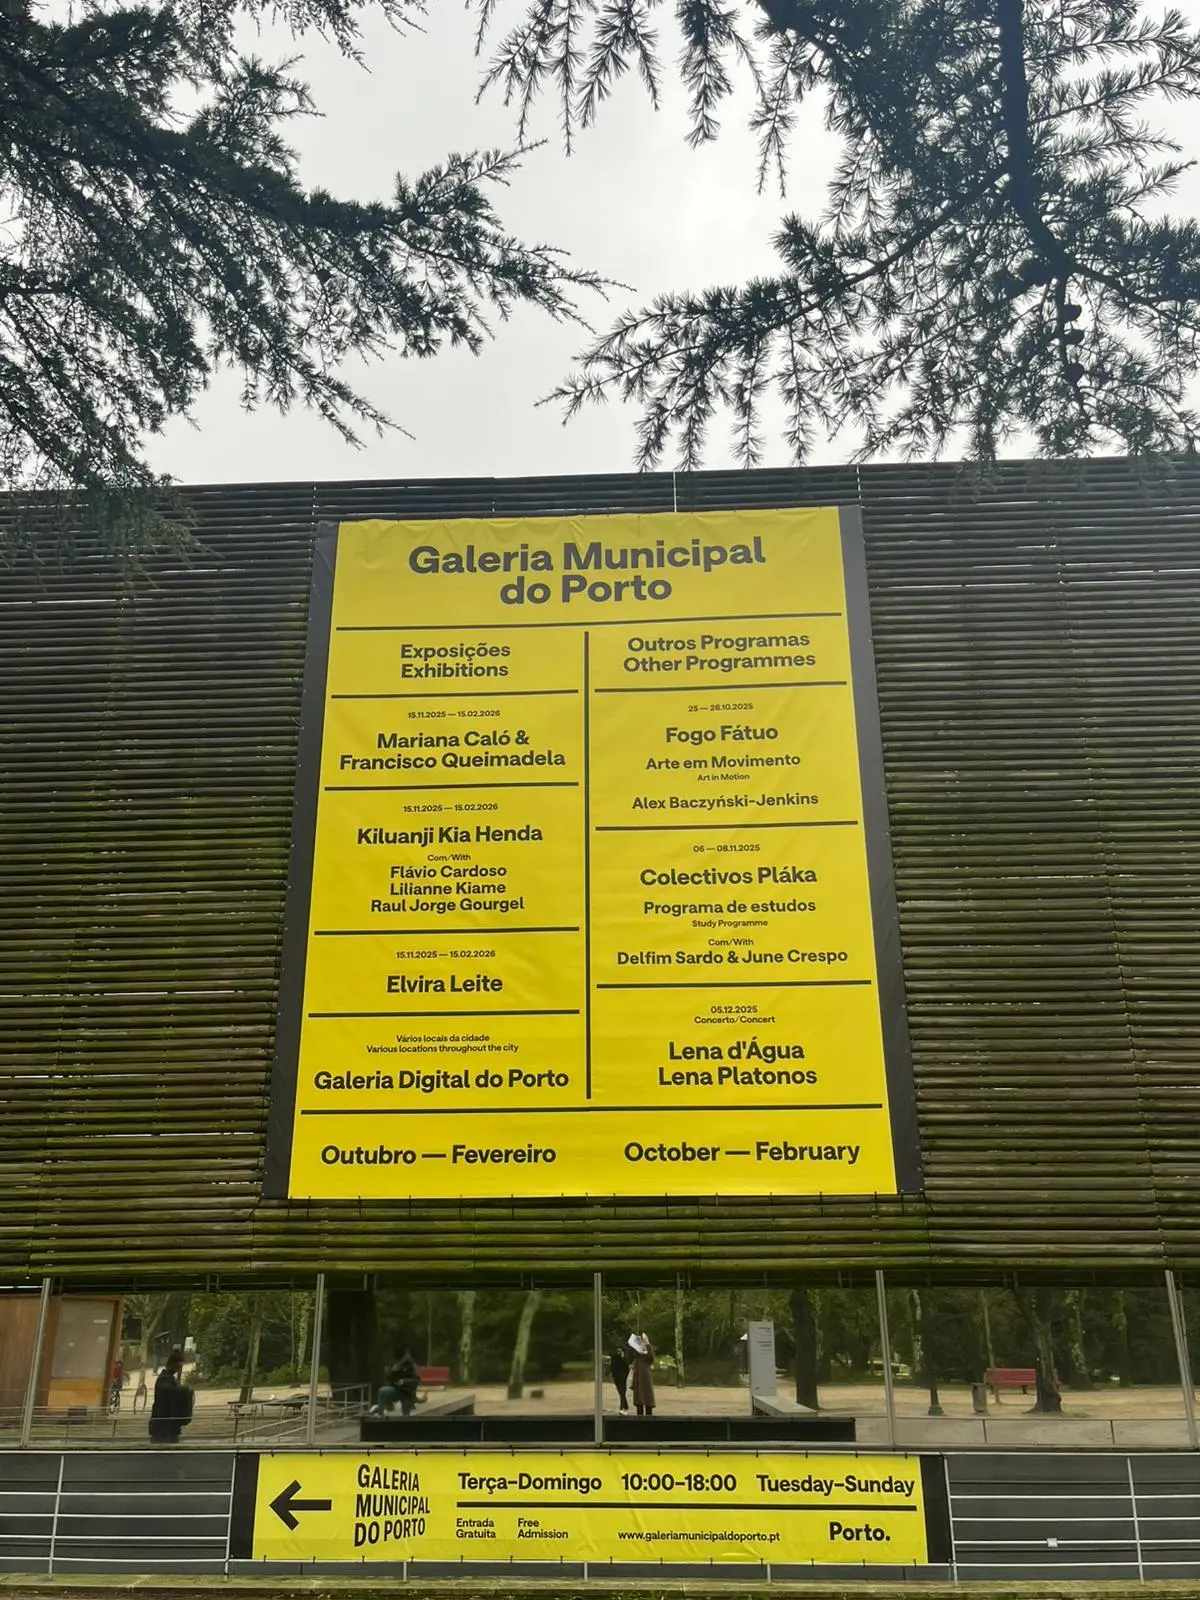 Galeria Municipal
do Porto
Exposições
Exhibitions
15.11.2025 — 15.02.2026
Mariana Caló &
Francisco Queimadela
15.11.2025 — 15.02.2026
Kiluanji Kia Henda
Com/With
Flávio Cardoso
Lilianne Kiame
Raul Jorge Gourgel
15.11.2025 — 15.02.2026
Elvira Leite
Vários locais da cidade
Various locations throughout the city
Galeria Digital do Porto
Outros Programas
Other Programmes
25 — 26.10.2025
Fogo Fátuo
Arte em Movimento
Art in Motion
Alex Baczyński-Jenkins
06 — 08.11.2025
Colectivos Pláka
Programa de estudos
Study Programme
Com/With
Delfim Sardo & June Crespo
05.12.2025
Concerto/Concert
Lena d'Água
Lena Platonos
Outubro — Fevereiro
October — February
GALERIA
MUNICIPAL
DO PORTO
Terça–Domingo 10:00–18:00 Tuesday–Sunday
Entrada
Gratuita
Free
Admission
www.galeriamunicipaldoporto.pt
Porto.